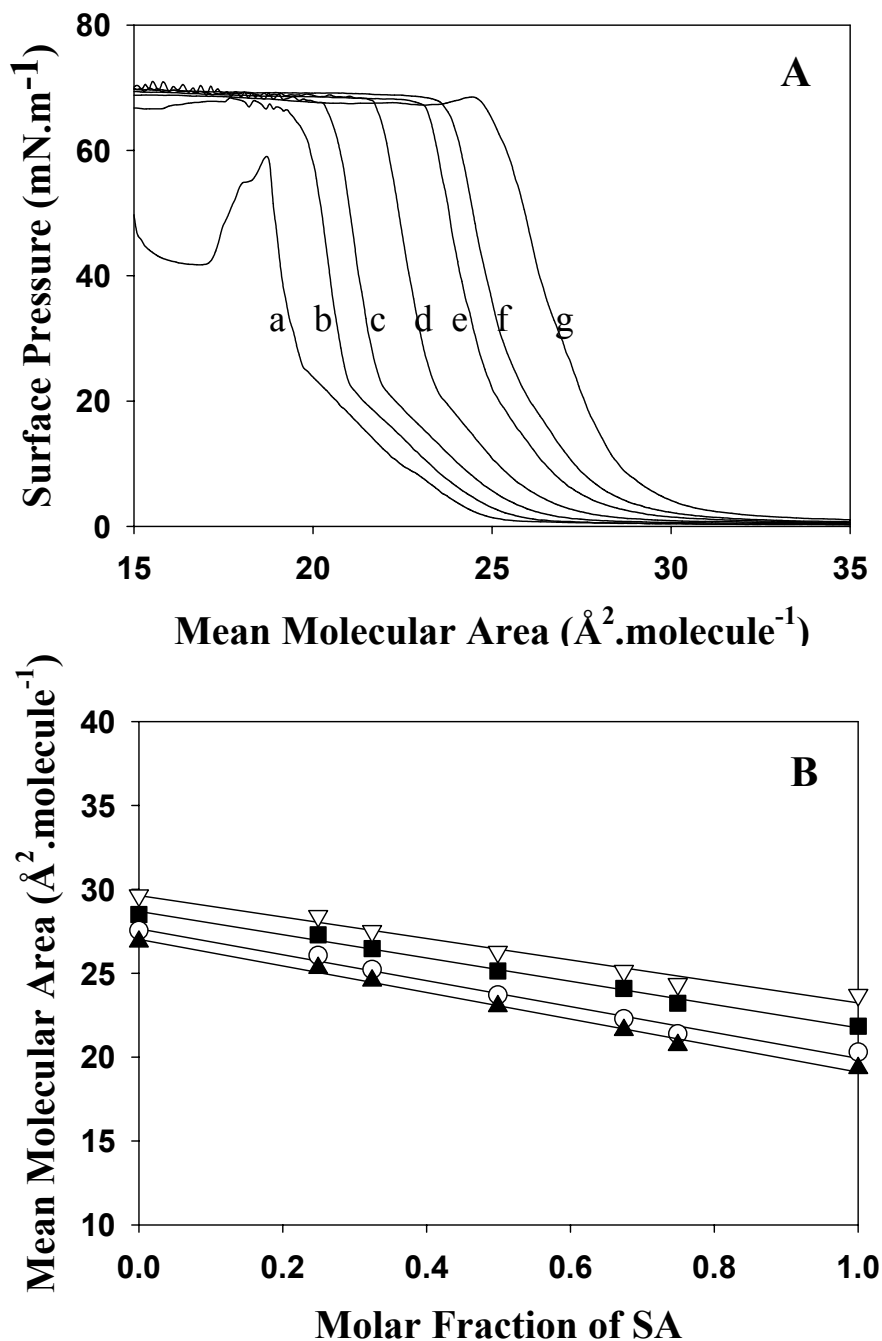 A
Surface Pressure (mN.m⁻¹)
80
60
40
20
0
a b c d e f g
15 20 25 30 35
Mean Molecular Area (Å².molecule⁻¹)
B
Mean Molecular Area (Å².molecule⁻¹)
40
35
30
25
20
15
10
0.0 0.2 0.4 0.6 0.8 1.0
Molar Fraction of SA